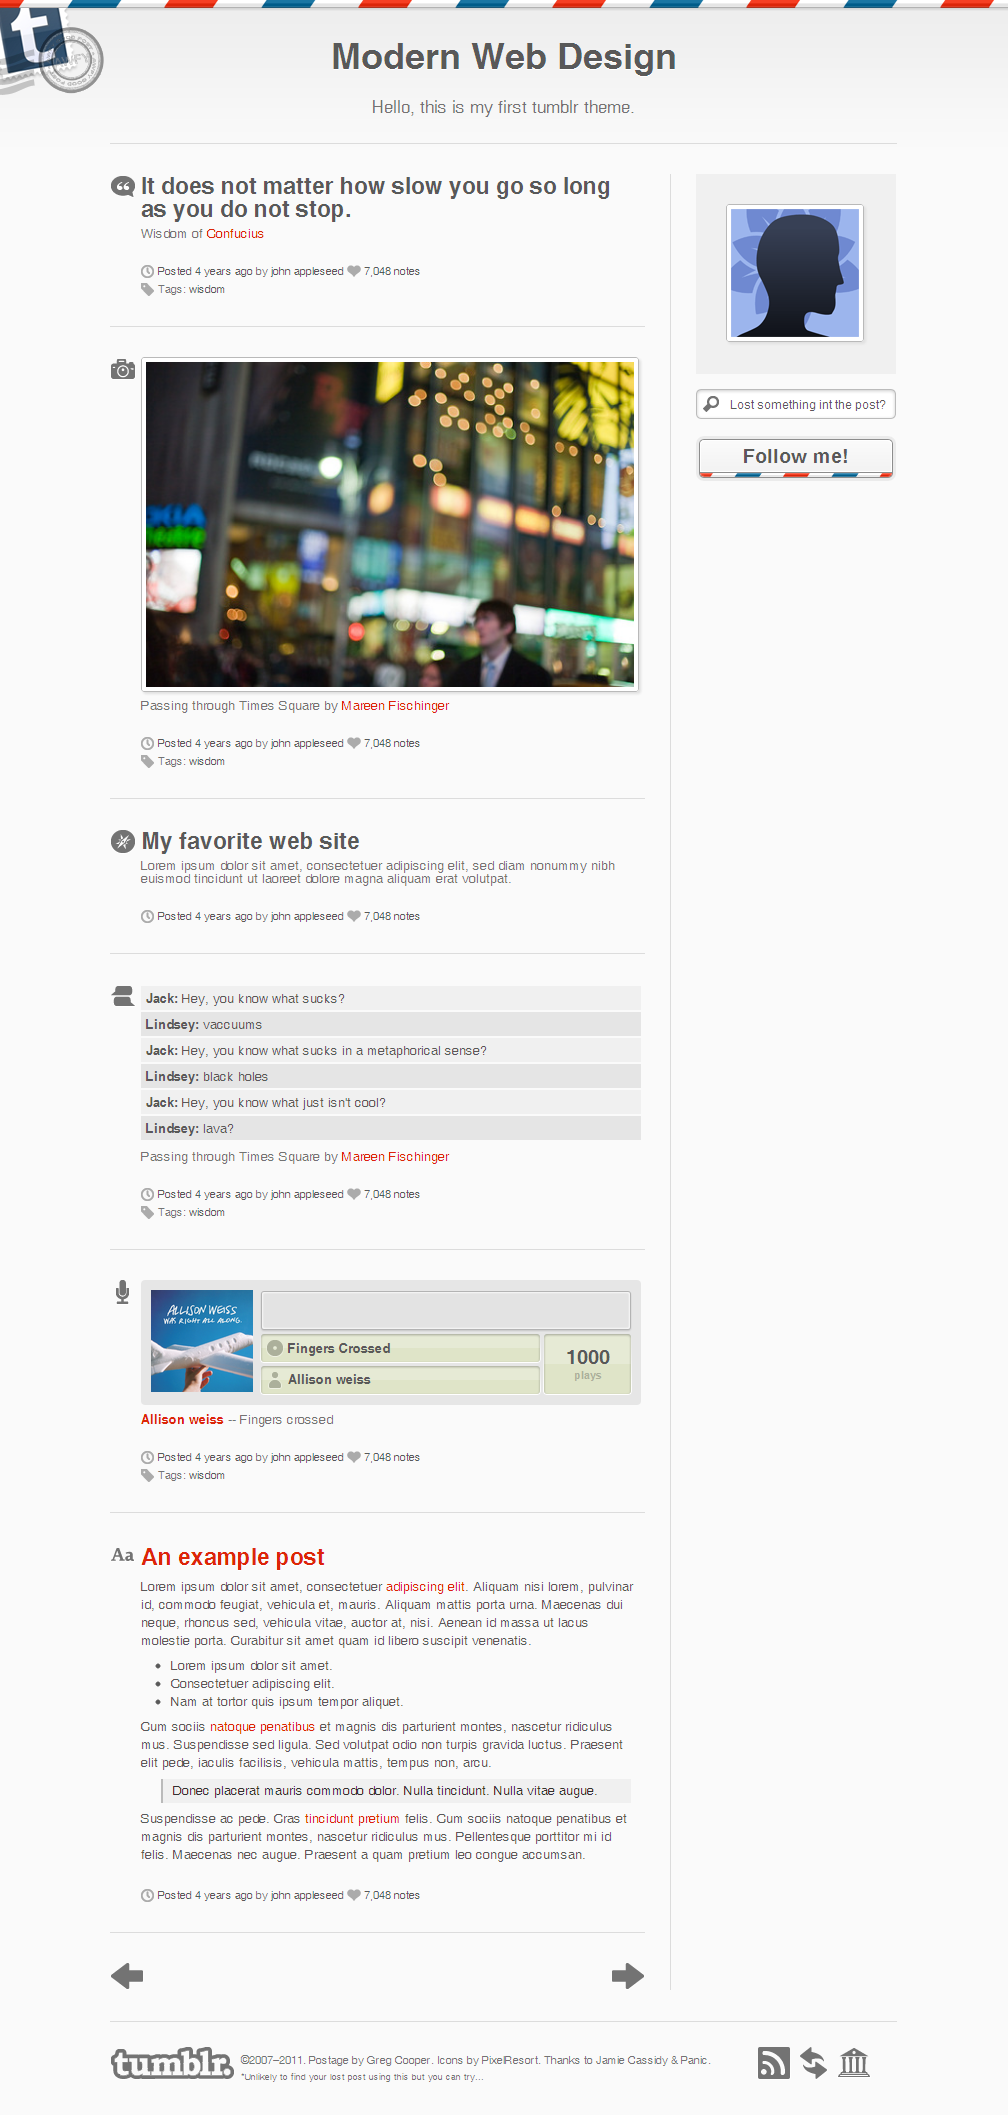 Modern Web Design
Hello, this is my first tumblr theme.
It does not matter how slow you go so long
as you do not stop.
Wisdom of Confucius
Posted 4 years ago by john appleseed 7,048 notes
Tags: wisdom
Lost something int the post?
Follow me!
Passing through Times Square by Mareen Fischinger
Posted 4 years ago by john appleseed 7,048 notes
Tags: wisdom
My favorite web site
Lorem ipsum dolor sit amet, consectetuer adipiscing elit, sed diam nonummy nibh
euismod tincidunt ut laoreet dolore magna aliquam erat volutpat.
Posted 4 years ago by john appleseed 7,048 notes
Jack: Hey, you know what sucks?
Lindsey: vaccuums
Jack: Hey, you know what sucks in a metaphorical sense?
Lindsey: black holes
Jack: Hey, you know what just isn't cool?
Lindsey: lava?
Passing through Times Square by Mareen Fischinger
Posted 4 years ago by john appleseed 7,048 notes
Tags: wisdom
ALLISON WEISS
WAS RIGHT ALL ALONG
Fingers Crossed
Allison weiss
1000
plays
Allison weiss -- Fingers crossed
Posted 4 years ago by john appleseed 7,048 notes
Tags: wisdom
Aa An example post
Lorem ipsum dolor sit amet, consectetuer adipiscing elit. Aliquam nisi lorem, pulvinar
id, commodo feugiat, vehicula et, mauris. Aliquam mattis porta urna. Maecenas dui
neque, rhoncus sed, vehicula vitae, auctor at, nisi. Aenean id massa ut lacus
molestie porta. Curabitur sit amet quam id libero suscipit venenatis.
• Lorem ipsum dolor sit amet.
• Consectetuer adipiscing elit.
• Nam at tortor quis ipsum tempor aliquet.
Cum sociis natoque penatibus et magnis dis parturient montes, nascetur ridiculus
mus. Suspendisse sed ligula. Sed volutpat odio non turpis gravida luctus. Praesent
elit pede, iaculis facilisis, vehicula mattis, tempus non, arcu.
Donec placerat mauris commodo dolor. Nulla tincidunt. Nulla vitae augue.
Suspendisse ac pede. Cras tincidunt pretium felis. Cum sociis natoque penatibus et
magnis dis parturient montes, nascetur ridiculus mus. Pellentesque porttitor mi id
felis. Maecenas nec augue. Praesent a quam pretium leo congue accumsan.
Posted 4 years ago by john appleseed 7,048 notes
tumblr. ©2007–2011. Postage by Greg Cooper. Icons by PixelResort. Thanks to Jamie Cassidy & Panic.
*Unlikely to find your lost post using this but you can try...